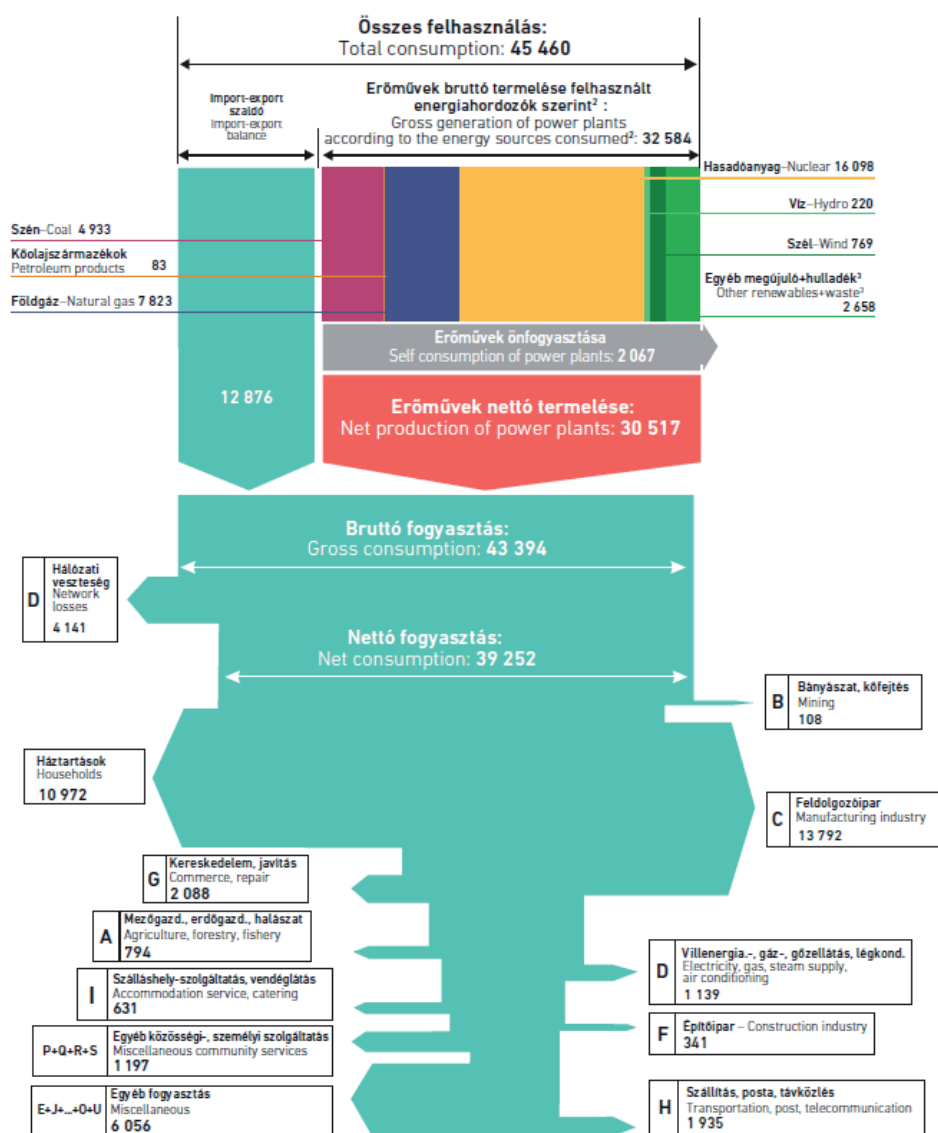 Összes felhasználás:
Total consumption: 45 460
Import-export
szaldó
Import-export
balance
Erőművek bruttó termelése felhasznált
energiahordozók szerint² :
Gross generation of power plants
according to the energy sources consumed²: 32 584
Hasadóanyag–Nuclear 16 098
Víz–Hydro 220
Szél–Wind 769
Egyéb megújuló+hulladék³
Other renewables+waste³
2 658
Szén–Coal 4 933
Kőolajszármazékok
Petroleum products 83
Földgáz–Natural gas 7 823
Erőművek önfogyasztása
Self consumption of power plants: 2 067
12 876
Erőművek nettó termelése:
Net production of power plants: 30 517
Bruttó fogyasztás:
Gross consumption: 43 394
D
Hálózati
veszteség
Network
losses
4 141
Nettó fogyasztás:
Net consumption: 39 252
B
Bányászat, kőfejtés
Mining
108
Háztartások
Households
10 972
C
Feldolgozóipar
Manufacturing industry
13 792
G
Kereskedelem, javítás
Commerce, repair
2 088
A
Mezőgazd., erdőgazd., halászat
Agriculture, forestry, fishery
794
D
Villenergia.-, gáz-, gőzellátás, légkond.
Electricity, gas, steam supply,
air conditioning
1 139
I
Szálláshely-szolgáltatás, vendéglátás
Accommodation service, catering
631
F
Építőipar – Construction industry
341
P+Q+R+S
Egyéb közösségi-, személyi szolgáltatás
Miscellaneous community services
1 197
E+J+...+O+U
Egyéb fogyasztás
Miscellaneous
6 056
H
Szállítás, posta, távközlés
Transportation, post, telecommunication
1 935